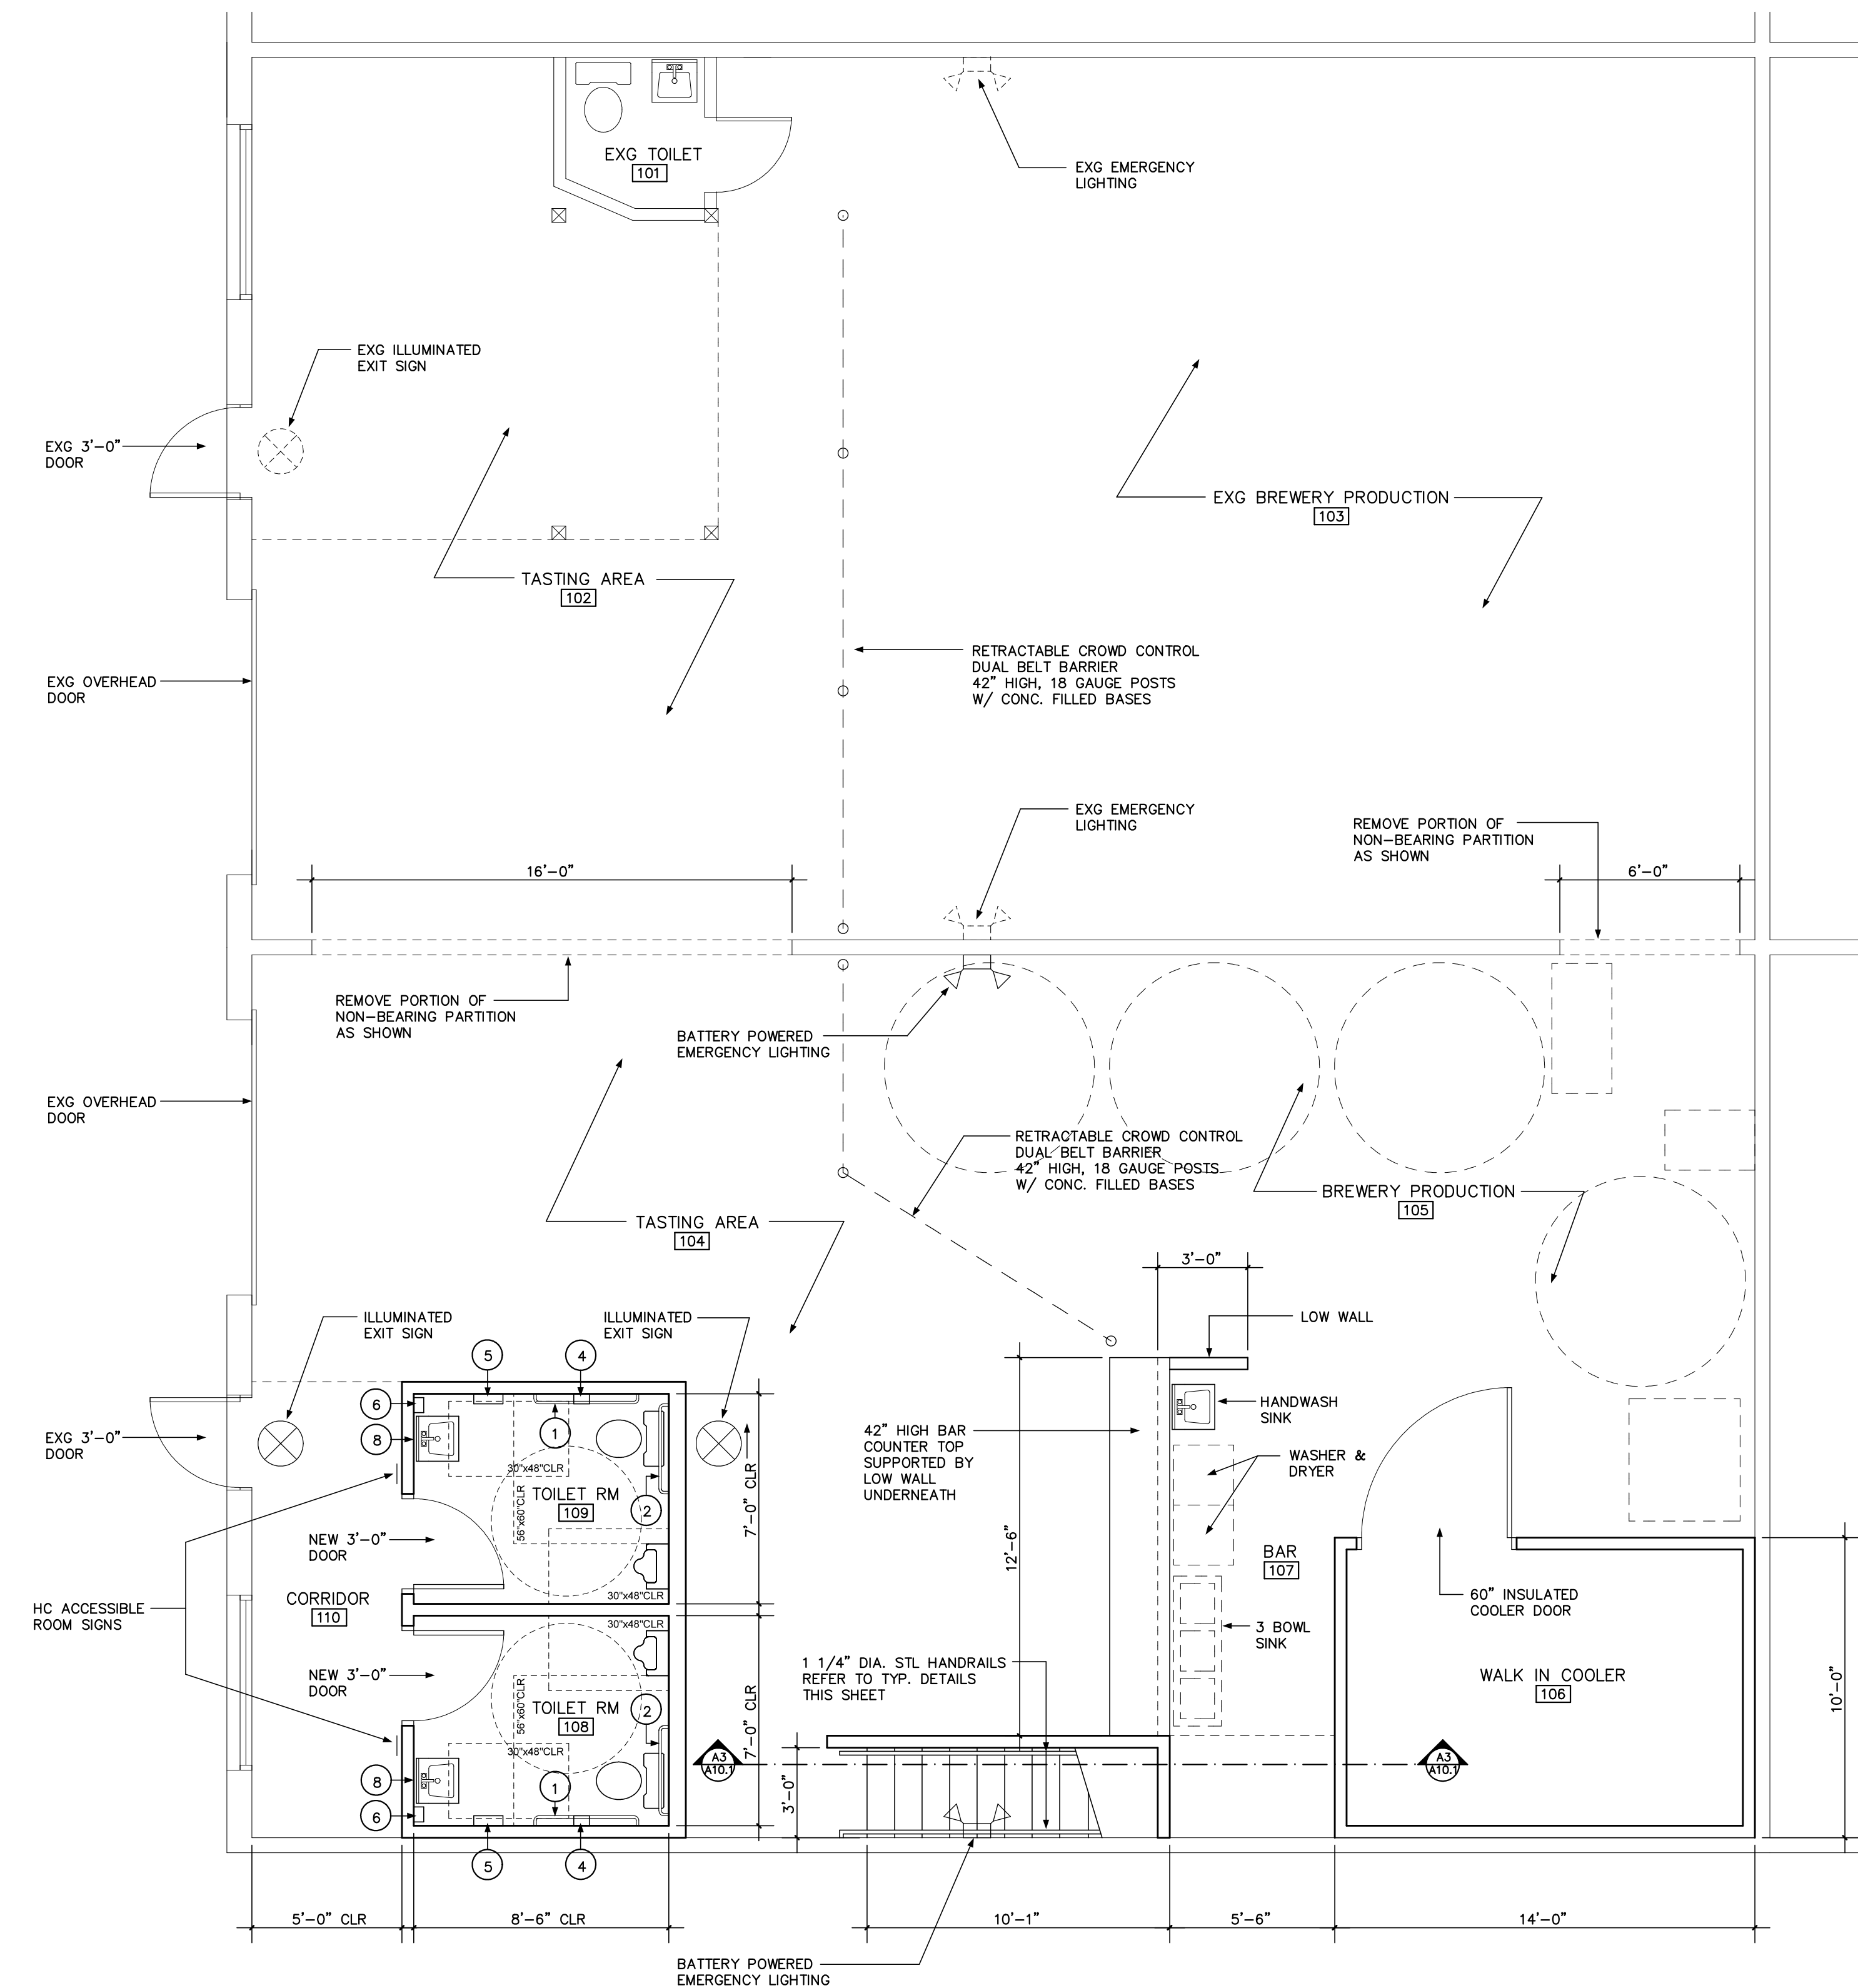 EXG TOILET
101
EXG EMERGENCY
LIGHTING
EXG ILLUMINATED
EXIT SIGN
EXG 3'-0"
DOOR
EXG BREWERY PRODUCTION
103
TASTING AREA
102
EXG OVERHEAD
DOOR
RETRACTABLE CROWD CONTROL
DUAL BELT BARRIER
42" HIGH, 18 GAUGE POSTS
W/ CONC. FILLED BASES
EXG EMERGENCY
LIGHTING
REMOVE PORTION OF
NON-BEARING PARTITION
AS SHOWN
16'-0"
6'-0"
REMOVE PORTION OF
NON-BEARING PARTITION
AS SHOWN
BATTERY POWERED
EMERGENCY LIGHTING
EXG OVERHEAD
DOOR
RETRACTABLE CROWD CONTROL
DUAL BELT BARRIER
42" HIGH, 18 GAUGE POSTS
W/ CONC. FILLED BASES
BREWERY PRODUCTION
105
TASTING AREA
104
3'-0"
LOW WALL
ILLUMINATED
EXIT SIGN
ILLUMINATED
EXIT SIGN
5
4
6
8
1
2
HANDWASH
SINK
EXG 3'-0"
DOOR
42" HIGH BAR
COUNTER TOP
SUPPORTED BY
LOW WALL
UNDERNEATH
WASHER &
DRYER
30"x48"CLR
56"x60"CLR
TOILET RM
109
7'-0" CLR
12'-6"
NEW 3'-0"
DOOR
BAR
107
30"x48"CLR
CORRIDOR
110
HC ACCESSIBLE
ROOM SIGNS
60" INSULATED
COOLER DOOR
30"x48"CLR
3 BOWL
SINK
1 1/4" DIA. STL HANDRAILS
REFER TO TYP. DETAILS
THIS SHEET
NEW 3'-0"
DOOR
WALK IN COOLER
106
10'-0"
56"x60"CLR
TOILET RM
108
2
7'-0" CLR
30"x48"CLR
A3
A10.1
A3
A10.1
8
1
3'-0"
6
5
4
5'-0" CLR
8'-6" CLR
10'-1"
5'-6"
14'-0"
BATTERY POWERED
EMERGENCY LIGHTING